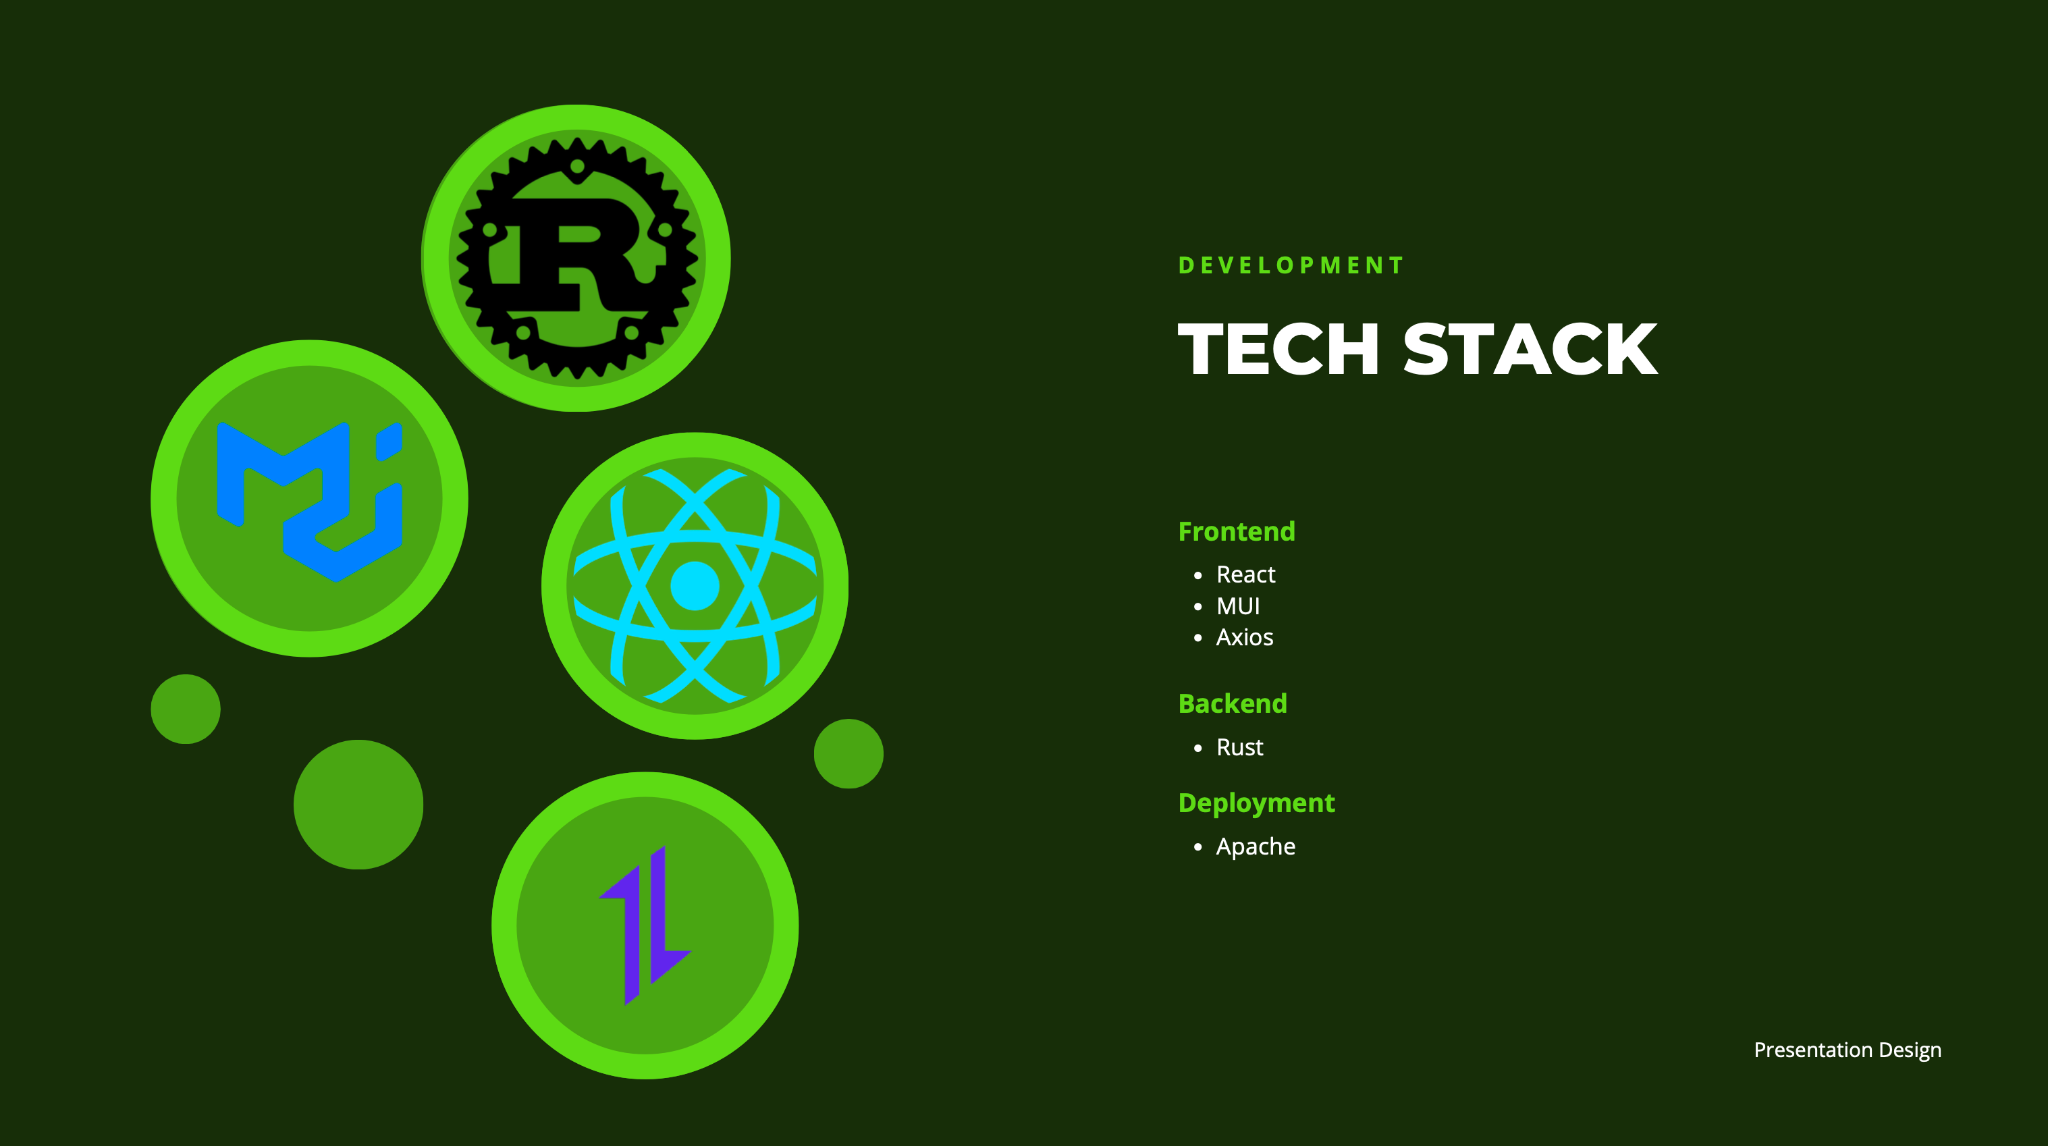 DEVELOPMENT
TECH STACK
Frontend
• React
• MUI
• Axios
Backend
• Rust
Deployment
• Apache
Presentation Design
R